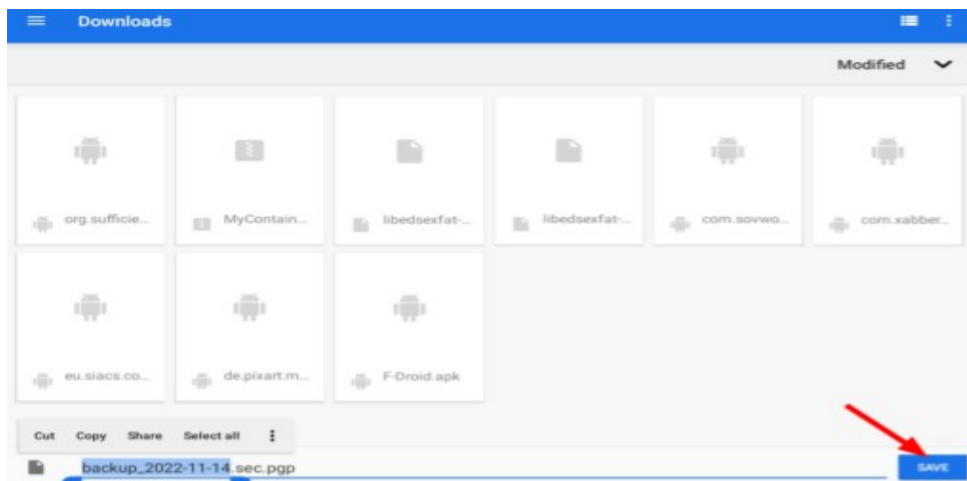 Downloads
Modified
org.sufficie... MyContain... libedsexfat-... libedsexfat-... com.sovwo... com.xabber...
eu.siacs.co... de.pixart.m... F-Droid.apk
Cut Copy Share Select all
backup_2022-11-14.sec.pgp SAVE